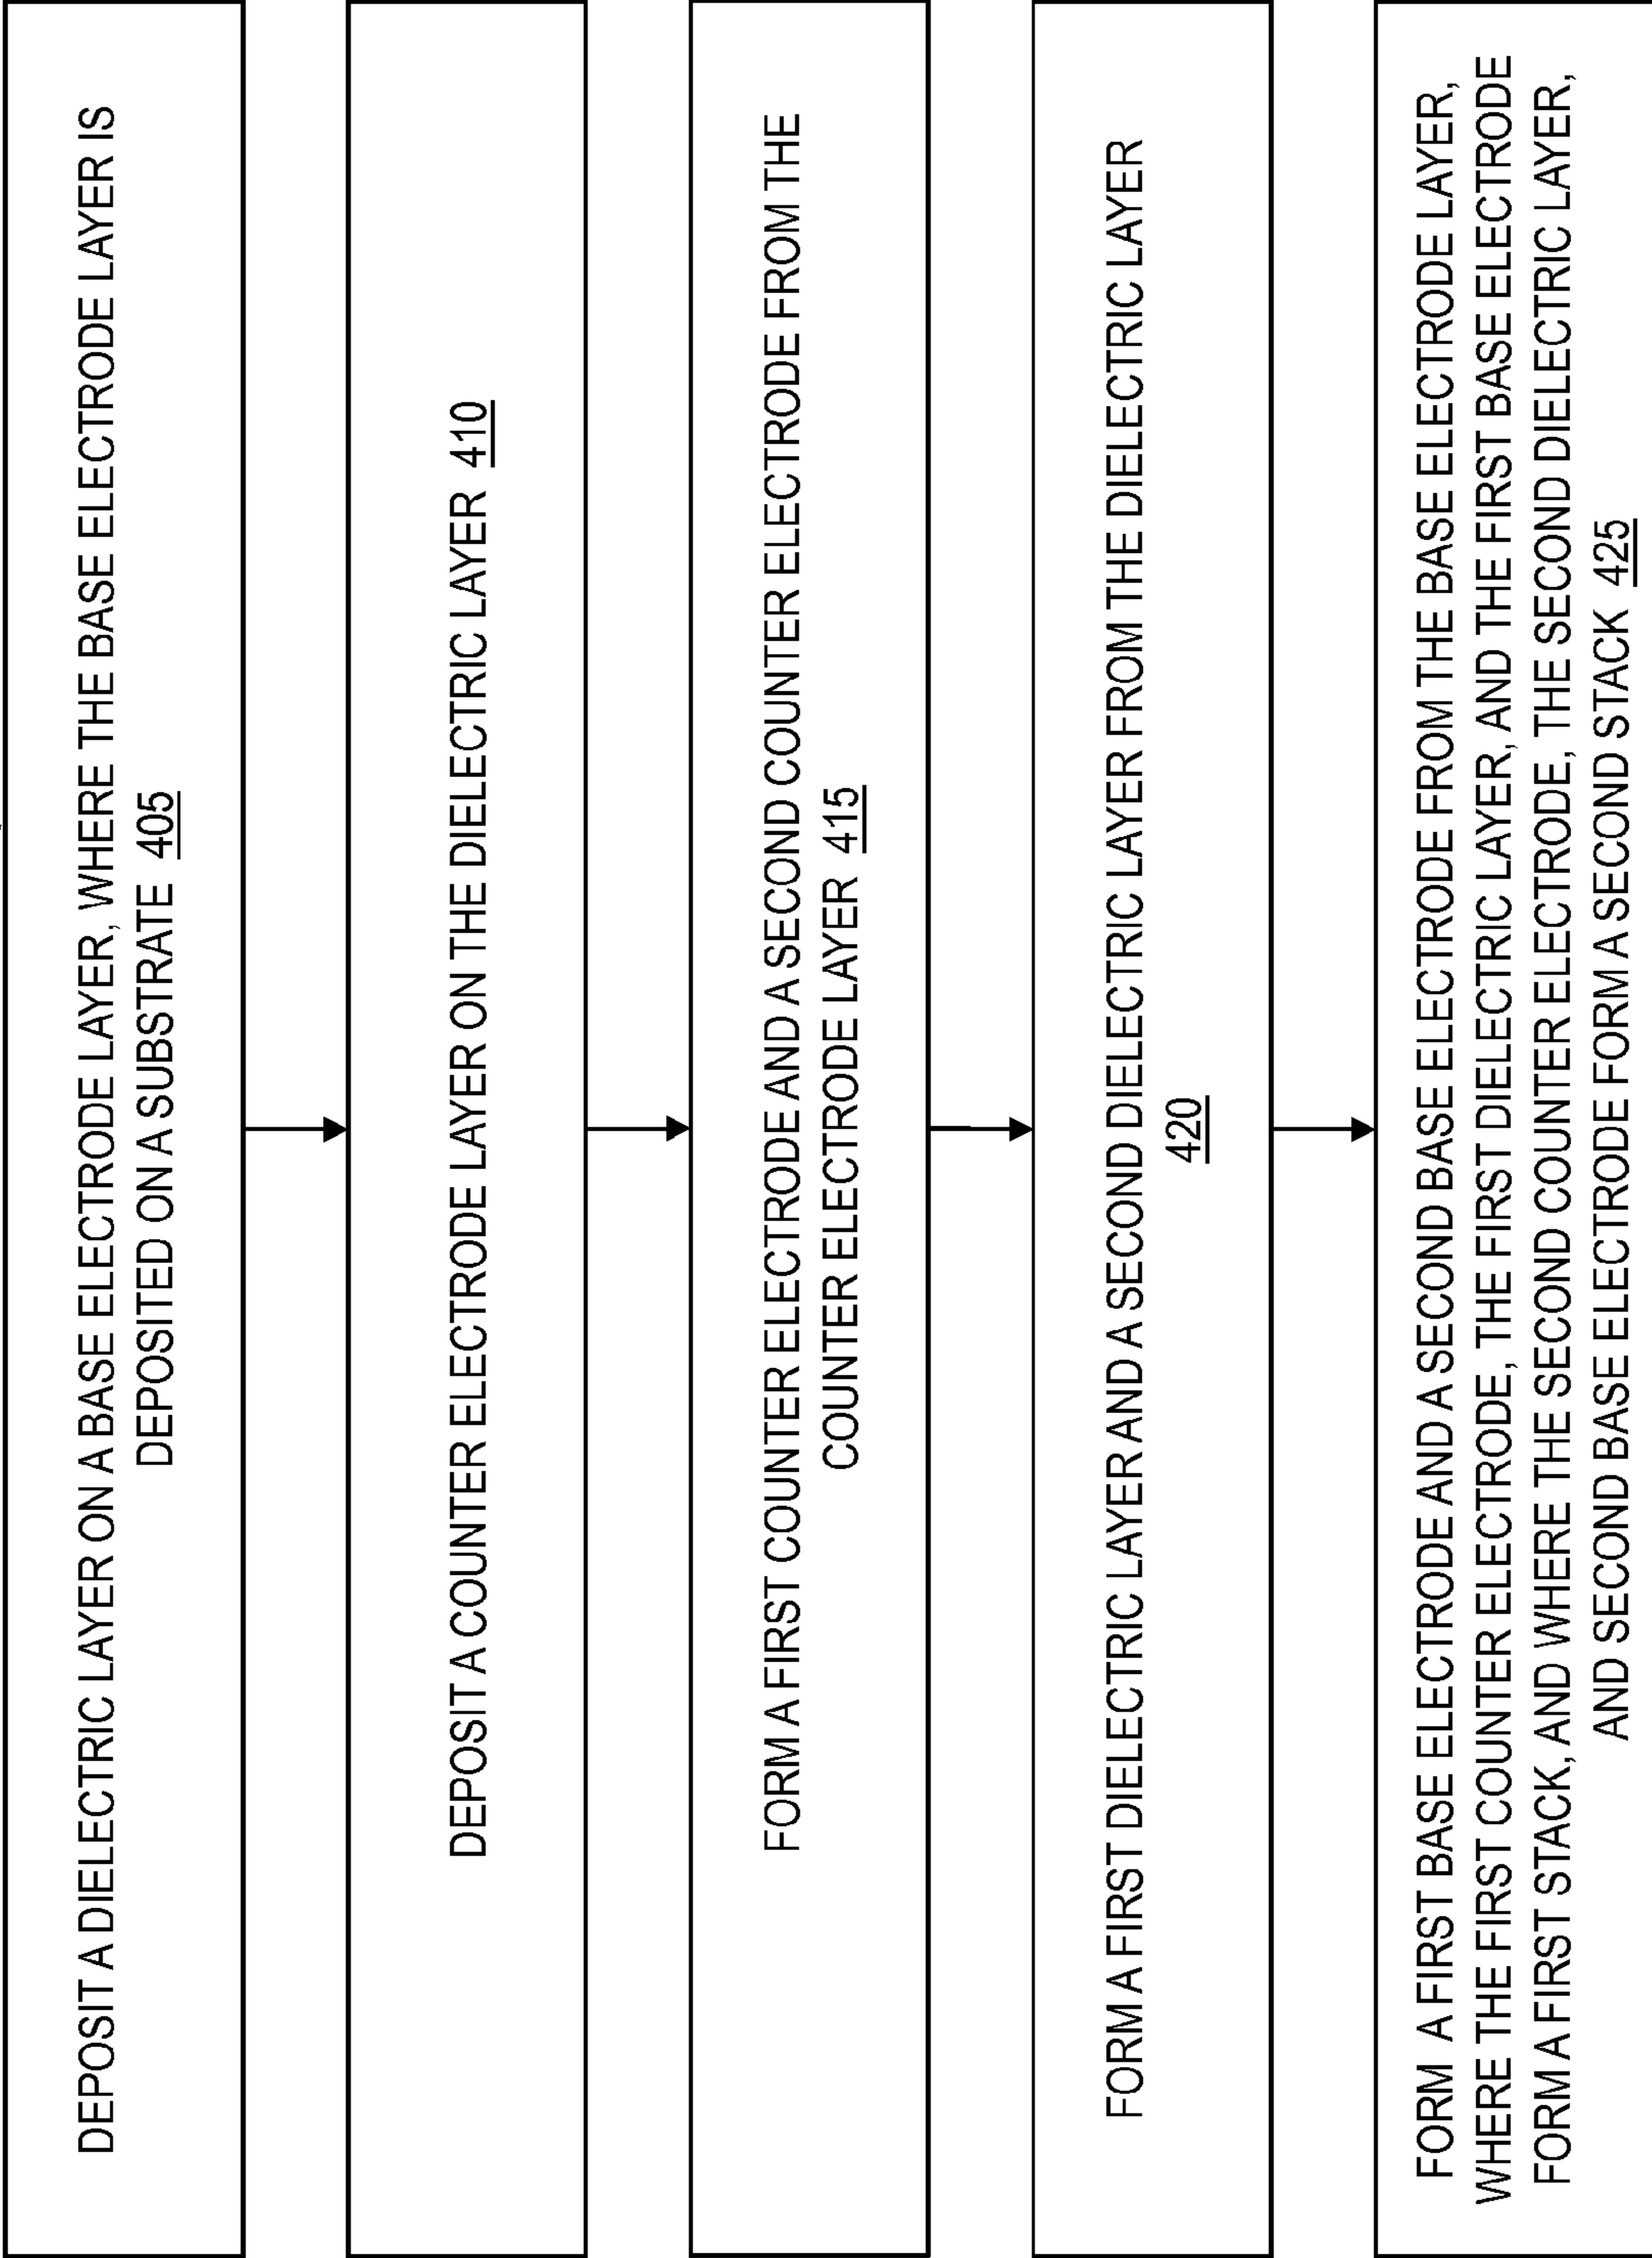 DEPOSIT A DIELECTRIC LAYER ON A BASE ELECTRODE LAYER, WHERE THE BASE ELECTRODE LAYER IS
DEPOSITED ON A SUBSTRATE 405
DEPOSIT A COUNTER ELECTRODE LAYER ON THE DIELECTRIC LAYER 410
FORM A FIRST COUNTER ELECTRODE AND A SECOND COUNTER ELECTRODE FROM THE
COUNTER ELECTRODE LAYER 415
FORM A FIRST DIELECTRIC LAYER AND A SECOND DIELECTRIC LAYER FROM THE DIELECTRIC LAYER
420
FORM A FIRST BASE ELECTRODE AND A SECOND BASE ELECTRODE FROM THE BASE ELECTRODE LAYER,
WHERE THE FIRST COUNTER ELECTRODE, THE FIRST DIELECTRIC LAYER, AND THE FIRST BASE ELECTRODE
FORM A FIRST STACK, AND WHERE THE SECOND COUNTER ELECTRODE, THE SECOND DIELECTRIC LAYER,
AND SECOND BASE ELECTRODE FORM A SECOND STACK 425